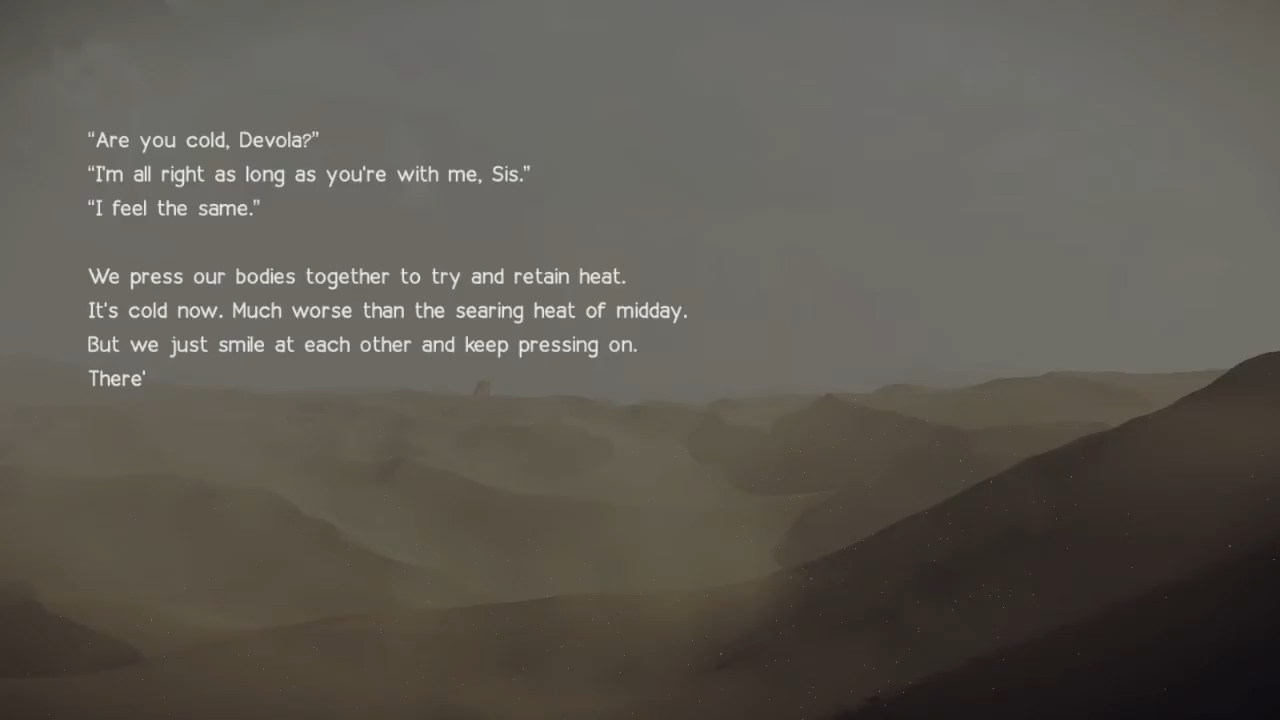 “Are you cold, Devola?”
“I'm all right as long as you're with me, Sis.”
“I feel the same.”
We press our bodies together to try and retain heat.
It's cold now. Much worse than the searing heat of midday.
But we just smile at each other and keep pressing on.
There'